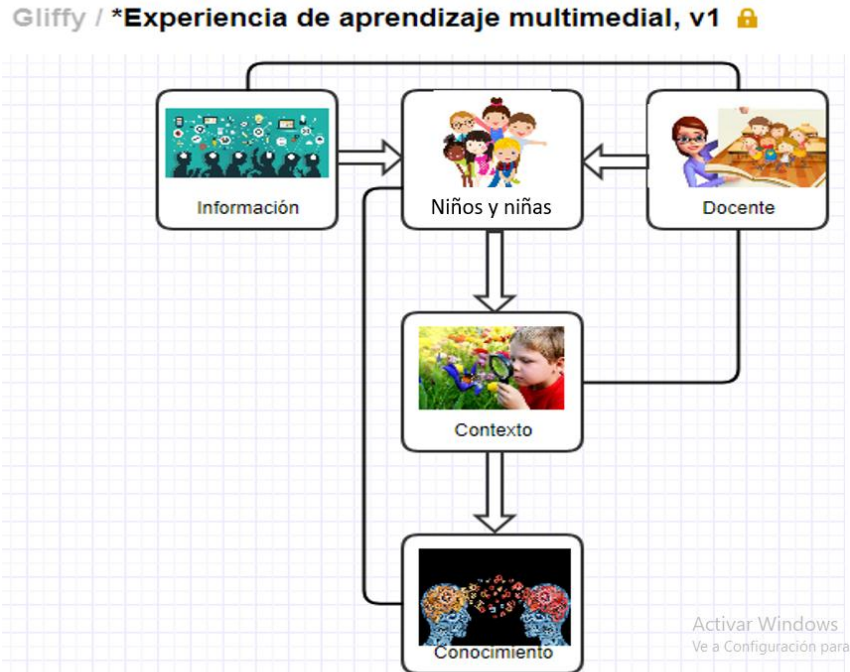 Gliffy / *Experiencia de aprendizaje multimedial, v1
Información
Niños y niñas
Docente
Contexto
Conocimiento
Activar Windows
Ve a Configuración para